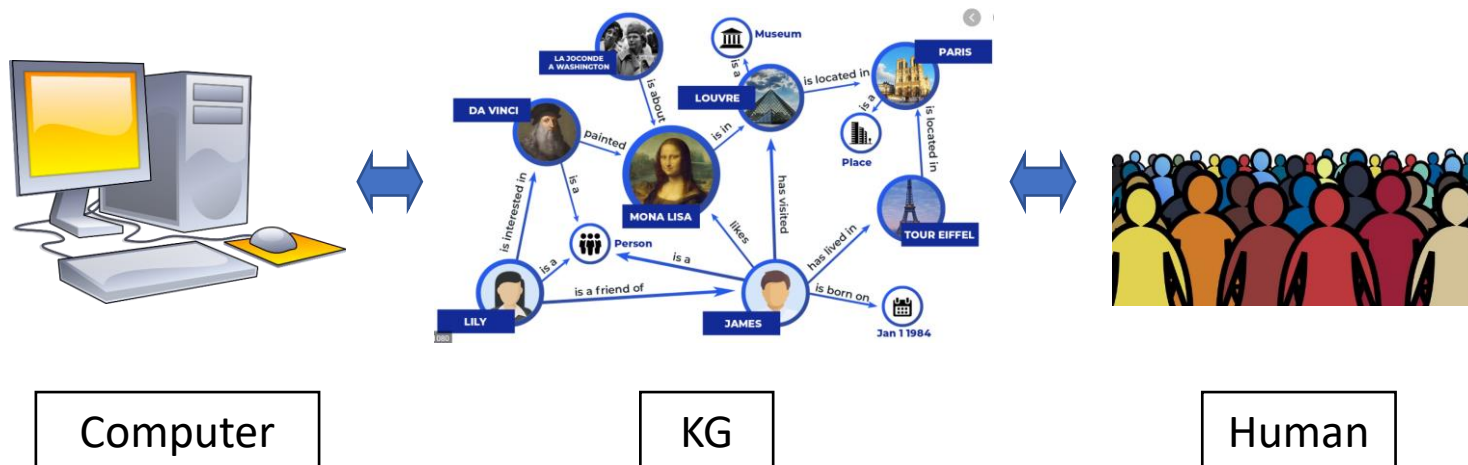 LA JOCONDE
A WASHINGTON
Museum
PARIS
is a
is located in
is about
LOUVRE
DA VINCI
is a
painted
is in
is located in
Place
is a
has visited
is interested in
MONA LISA
likes
TOUR EIFFEL
Person
is a
is a
has lived in
is a friend of
is born on
LILY
JAMES
Jan 1 1984
080
Computer
KG
Human